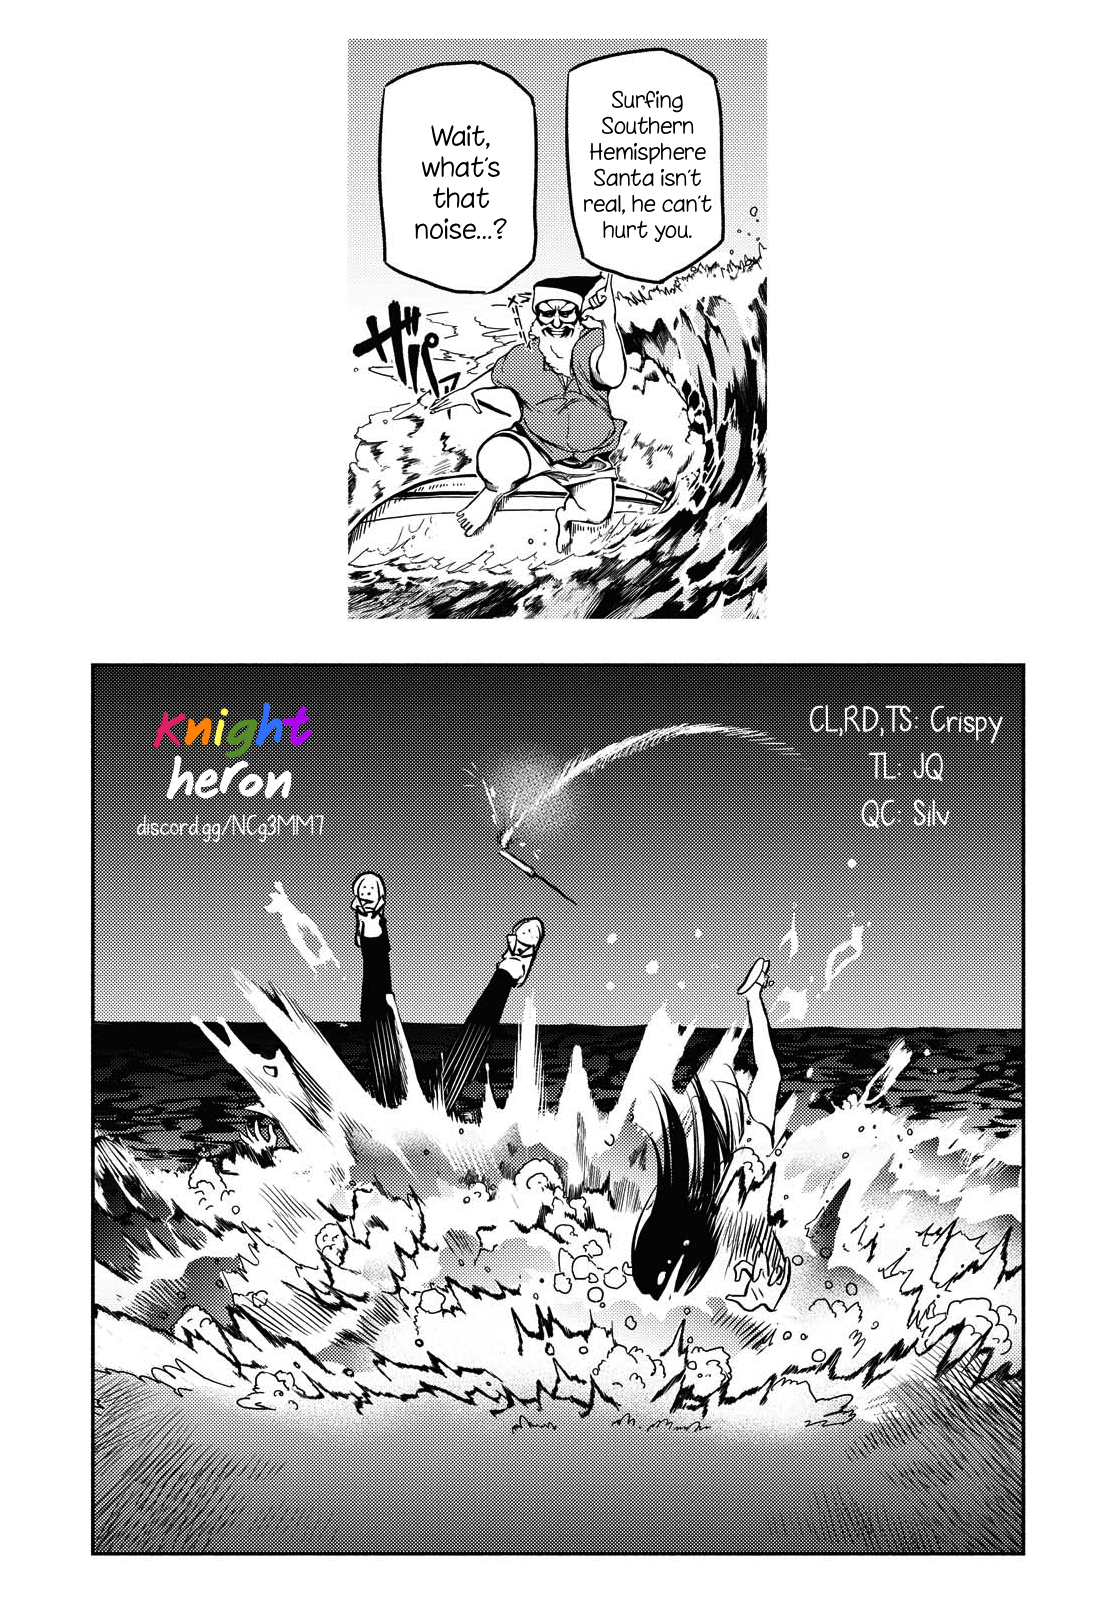 Surfing
Southern
Hemisphere
Santa isn't
real, he can't
hurt you.
Wait,
what's
that
noise...?
ザパッ
Knight
heron
discord.gg/NCg3MM7
CL,RD,TS: Crispy
TL: JQ
QC: Silv